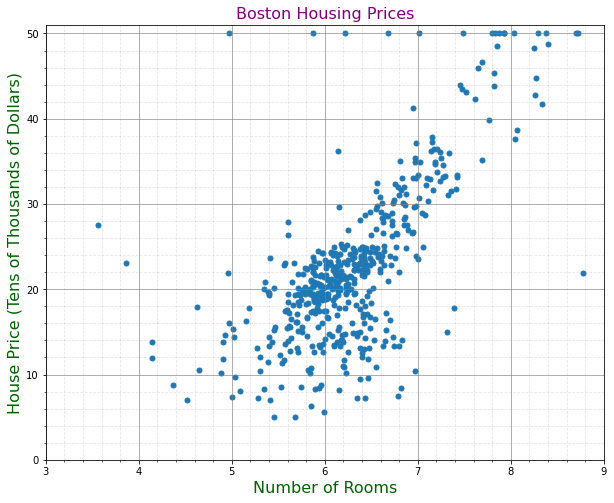 Boston Housing Prices
House Price (Tens of Thousands of Dollars)
50
40
30
20
10
0
3 4 5 6 7 8 9
Number of Rooms